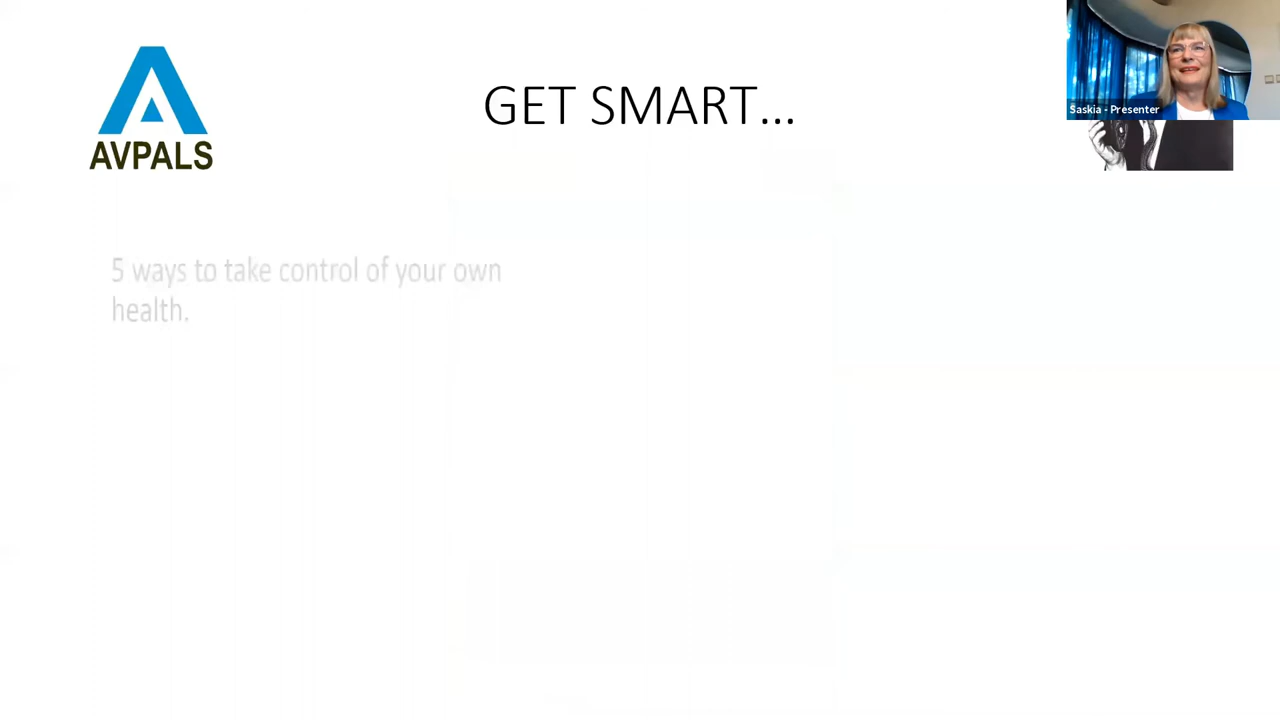 GET SMART...
Saskia - Presenter
AVPALS
5 ways to take control of your own
health.